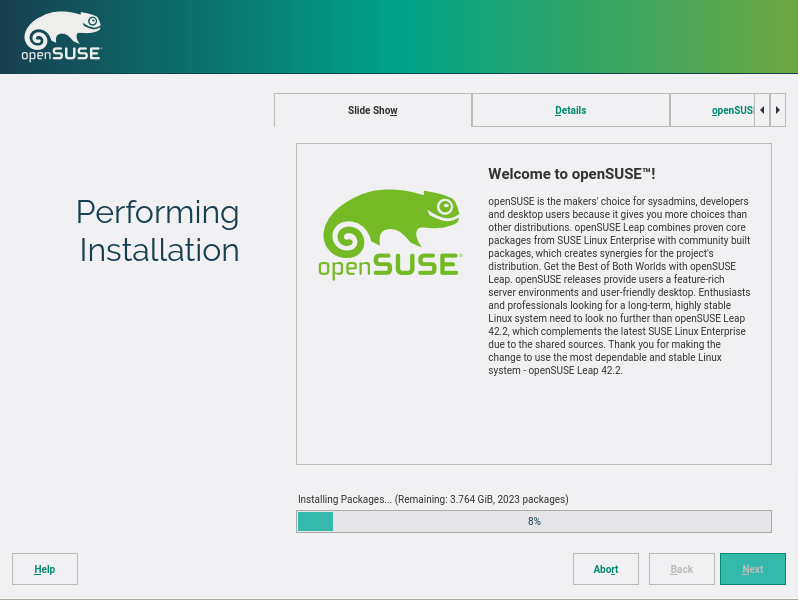 openSUSE
Slide Show
Details
openSUS
Performing
Installation
openSUSE
Welcome to openSUSE™!
openSUSE is the makers' choice for sysadmins, developers
and desktop users because it gives you more choices than
other distributions. openSUSE Leap combines proven core
packages from SUSE Linux Enterprise with community built
packages, which creates synergies for the project's
distribution. Get the Best of Both Worlds with openSUSE
Leap. openSUSE releases provide users a feature-rich
server environments and user-friendly desktop. Enthusiasts
and professionals looking for a long-term, highly stable
Linux system need to look no further than openSUSE Leap
42.2, which complements the latest SUSE Linux Enterprise
due to the shared sources. Thank you for making the
change to use the most dependable and stable Linux
system - openSUSE Leap 42.2.
Installing Packages... (Remaining: 3.764 GiB, 2023 packages)
8%
Help
Abort
Back
Next